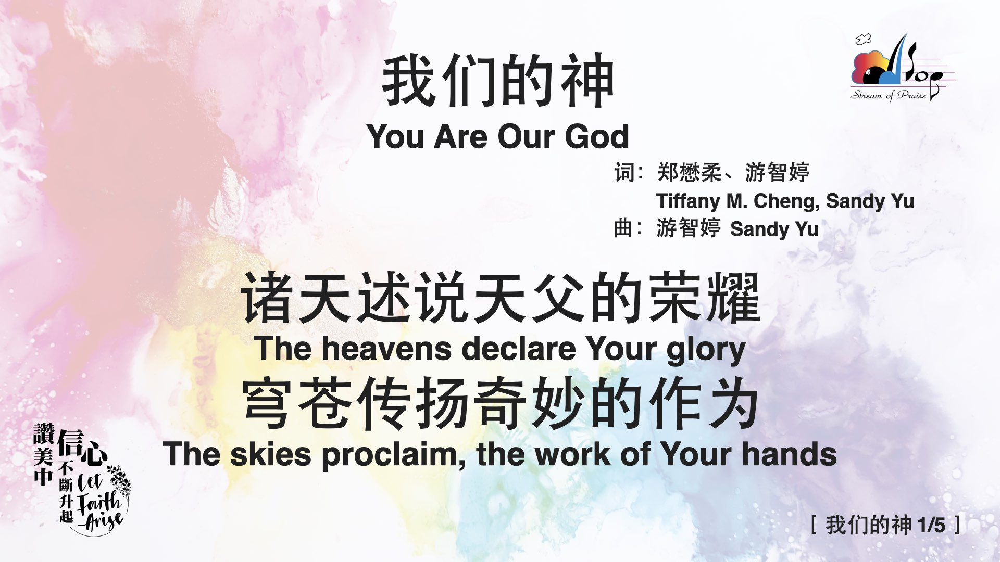 我们的神
You Are Our God
Sop
Stream of Praise
词：郑懋柔、游智婷
Tiffany M. Cheng, Sandy Yu
曲：游智婷 Sandy Yu
诸天述说天父的荣耀
The heavens declare Your glory
穹苍传扬奇妙的作为
The skies proclaim, the work of Your hands
讚美中
信心
不斷升起
Let
Faith
Arise
[ 我们的神 1/5 ]